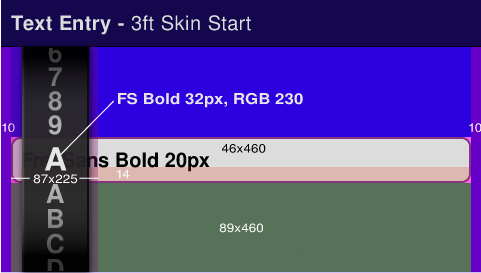 Text Entry - 3ft Skin Start
6
7
8
FS Bold 32px, RGB 230
9
10
10
46x460
A
Sans Bold 20px
14
87x225
A
B
89x460
C
D